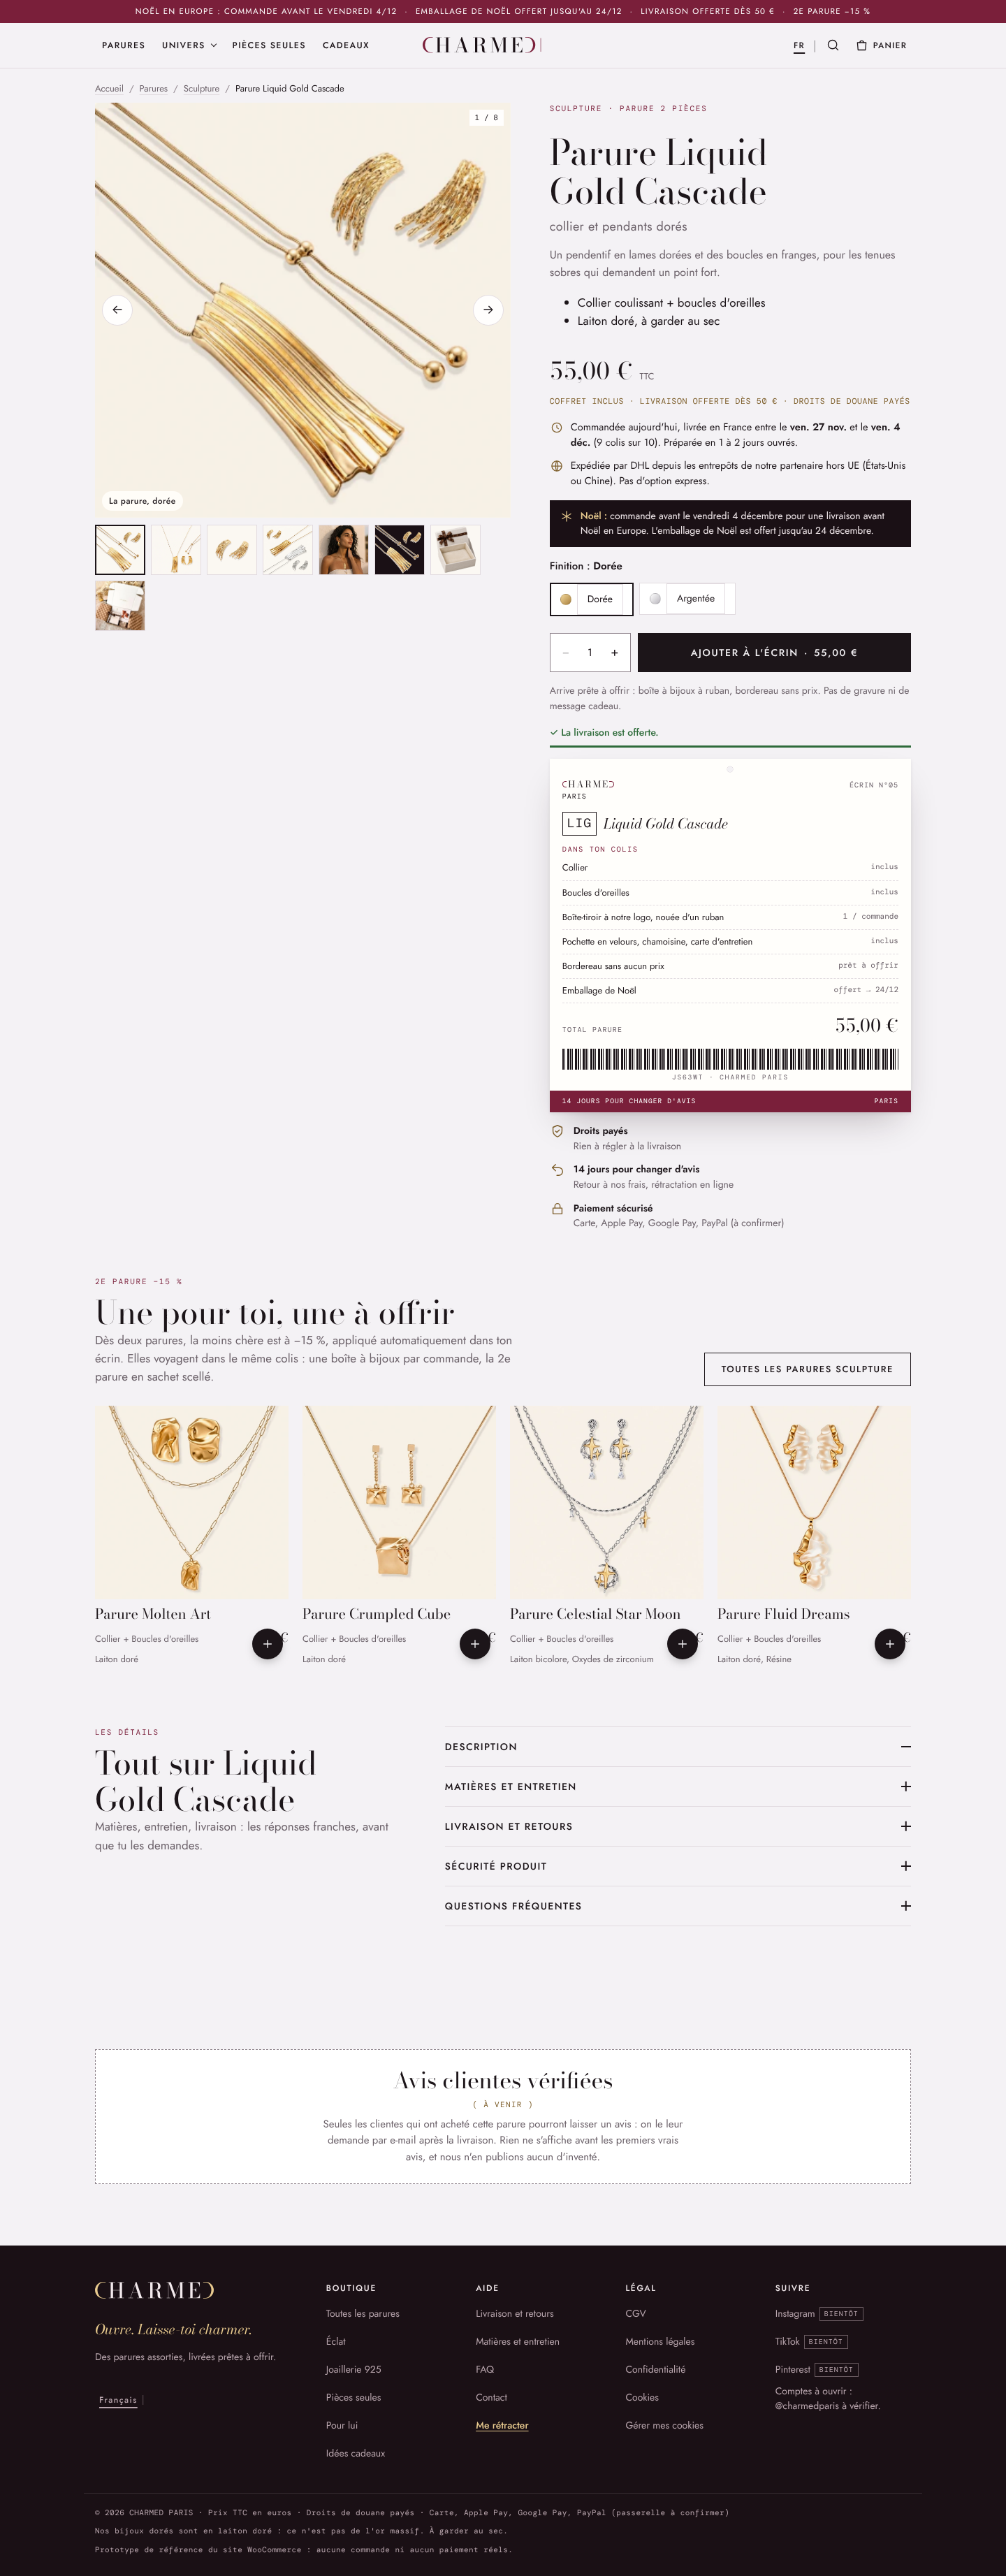 NOËL EN EUROPE : COMMANDE AVANT LE VENDREDI 4/12 · EMBALLAGE DE NOËL OFFERT JUSQU'AU 24/12 · LIVRAISON OFFERTE DÈS 50 € · 2E PARURE −15 %
PARURES UNIVERS PIÈCES SEULES CADEAUX CHARMED FR PANIER
Accueil / Parures / Sculpture / Parure Liquid Gold Cascade
1 / 8
La parure, dorée
SCULPTURE · PARURE 2 PIÈCES
Parure Liquid
Gold Cascade
collier et pendants dorés
Un pendentif en lames dorées et des boucles en franges, pour les tenues
sobres qui demandent un point fort.
• Collier coulissant + boucles d'oreilles
• Laiton doré, à garder au sec
55,00 € TTC
COFFRET INCLUS · LIVRAISON OFFERTE DÈS 50 € · DROITS DE DOUANE PAYÉS
Commandée aujourd'hui, livrée en France entre le ven. 27 nov. et le ven. 4
déc. (9 colis sur 10). Préparée en 1 à 2 jours ouvrés.
Expédiée par DHL depuis les entrepôts de notre partenaire hors UE (États-Unis
ou Chine). Pas d'option express.
Noël : commande avant le vendredi 4 décembre pour une livraison avant
Noël en Europe. L'emballage de Noël est offert jusqu'au 24 décembre.
Finition : Dorée
Dorée Argentée
− 1 + AJOUTER À L'ÉCRIN · 55,00 €
Arrive prête à offrir : boîte à bijoux à ruban, bordereau sans prix. Pas de gravure ni de
message cadeau.
✓ La livraison est offerte.
CHARMED ÉCRIN N°05
PARIS
LIG Liquid Gold Cascade
DANS TON COLIS
Collier inclus
Boucles d'oreilles inclus
Boîte-tiroir à notre logo, nouée d'un ruban 1 / commande
Pochette en velours, chamoisine, carte d'entretien inclus
Bordereau sans aucun prix prêt à offrir
Emballage de Noël offert → 24/12
TOTAL PARURE 55,00 €
JS63WT · CHARMED PARIS
14 JOURS POUR CHANGER D'AVIS PARIS
Droits payés
Rien à régler à la livraison
14 jours pour changer d'avis
Retour à nos frais, rétractation en ligne
Paiement sécurisé
Carte, Apple Pay, Google Pay, PayPal (à confirmer)
2E PARURE −15 %
Une pour toi, une à offrir
Dès deux parures, la moins chère est à −15 %, appliqué automatiquement dans ton
écrin. Elles voyagent dans le même colis : une boîte à bijoux par commande, la 2e
parure en sachet scellé.
TOUTES LES PARURES SCULPTURE
Parure Molten Art
Collier + Boucles d'oreilles
Laiton doré
+ €
Parure Crumpled Cube
Collier + Boucles d'oreilles
Laiton doré
+ €
Parure Celestial Star Moon
Collier + Boucles d'oreilles
Laiton bicolore, Oxydes de zirconium
+ €
Parure Fluid Dreams
Collier + Boucles d'oreilles
Laiton doré, Résine
+ €
LES DÉTAILS
Tout sur Liquid
Gold Cascade
Matières, entretien, livraison : les réponses franches, avant
que tu les demandes.
DESCRIPTION
MATIÈRES ET ENTRETIEN
LIVRAISON ET RETOURS
SÉCURITÉ PRODUIT
QUESTIONS FRÉQUENTES
Avis clientes vérifiées
( À VENIR )
Seules les clientes qui ont acheté cette parure pourront laisser un avis : on le leur
demande par e-mail après la livraison. Rien ne s'affiche avant les premiers vrais
avis, et nous n'en publions aucun d'inventé.
CHARMED
Ouvre. Laisse-toi charmer.
Des parures assorties, livrées prêtes à offrir.
Français
BOUTIQUE
Toutes les parures
Éclat
Joaillerie 925
Pièces seules
Pour lui
Idées cadeaux
AIDE
Livraison et retours
Matières et entretien
FAQ
Contact
Me rétracter
LÉGAL
CGV
Mentions légales
Confidentialité
Cookies
Gérer mes cookies
SUIVRE
Instagram BIENTÔT
TikTok BIENTÔT
Pinterest BIENTÔT
Comptes à ouvrir :
@charmedparis à vérifier.
© 2026 CHARMED PARIS · Prix TTC en euros · Droits de douane payés · Carte, Apple Pay, Google Pay, PayPal (passerelle à confirmer)
Nos bijoux dorés sont en laiton doré : ce n'est pas de l'or massif. À garder au sec.
Prototype de référence du site WooCommerce : aucune commande ni aucun paiement réels.